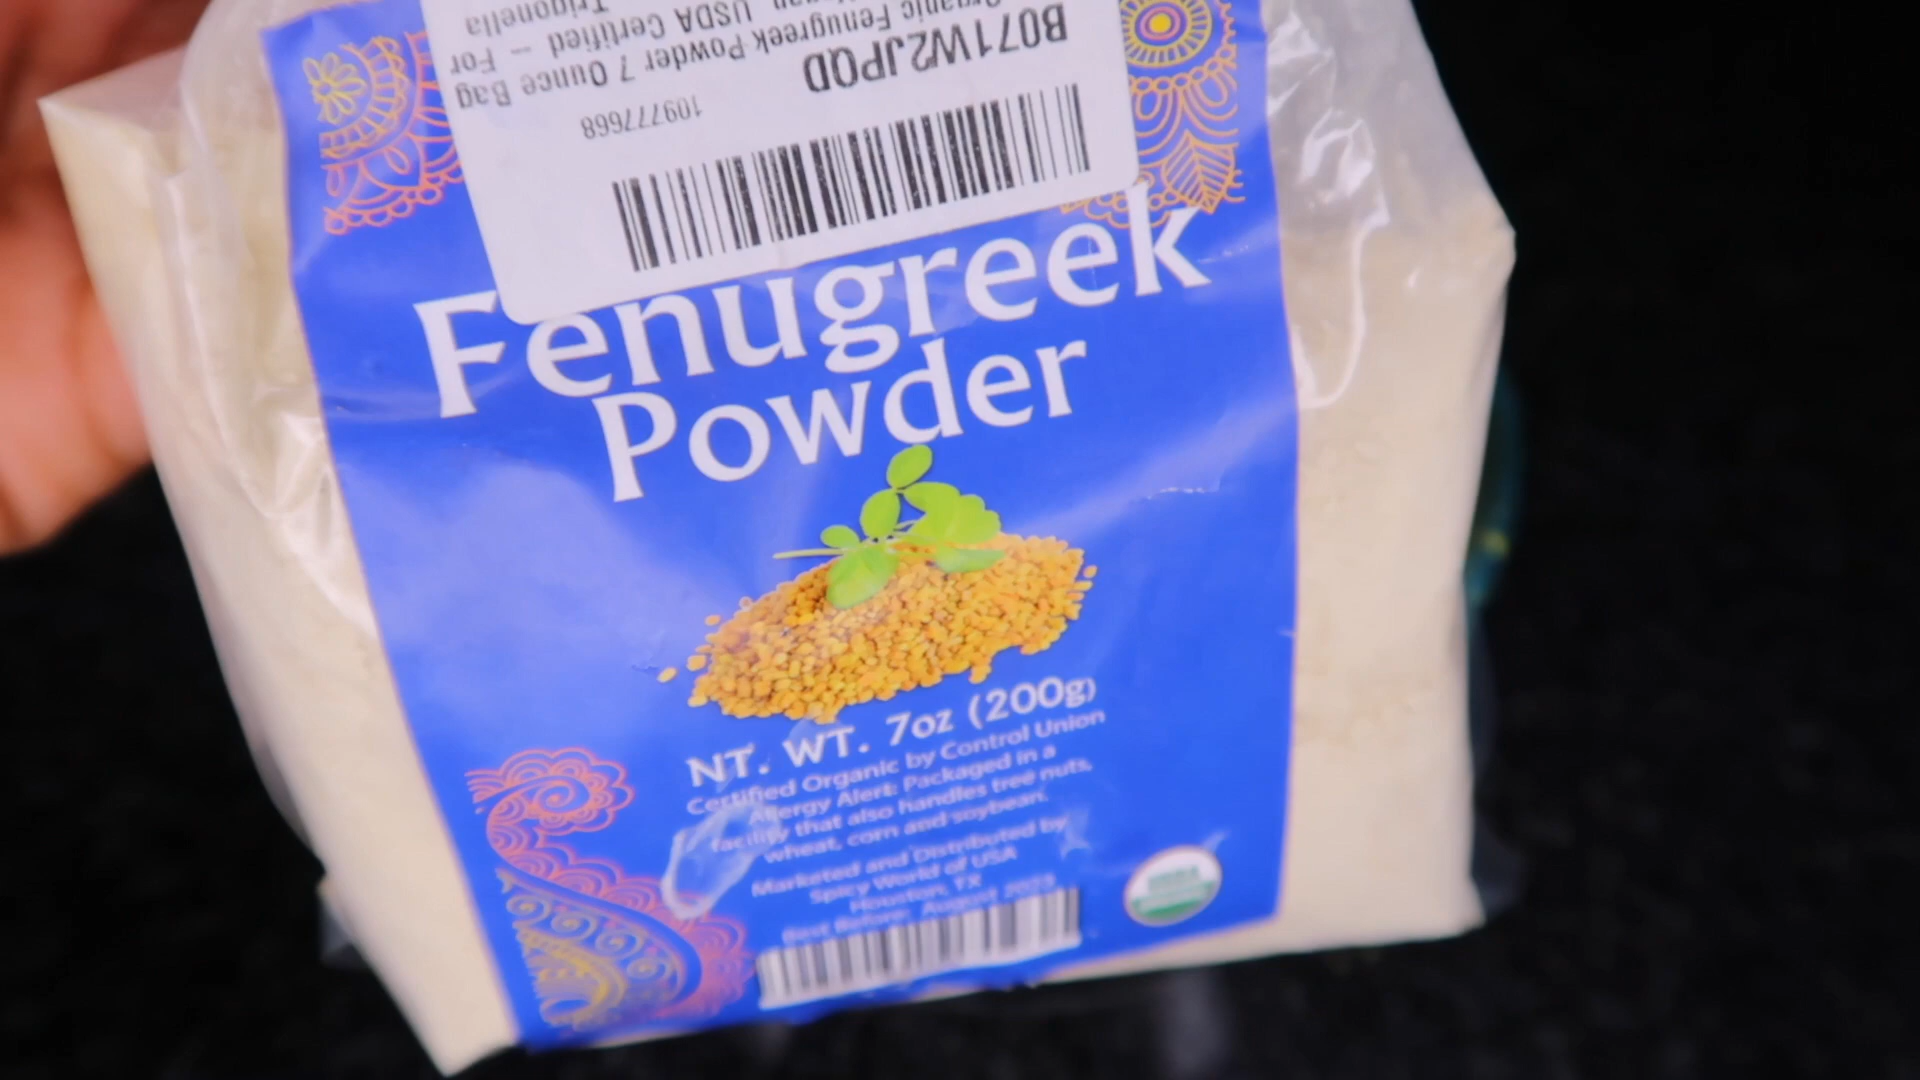 B071W2JPQD
Organic Fenugreek Powder 7 Ounce Bag
USDA Certified – For
Trigonella
109777668
Fenugreek
Powder
NT. WT. 7oz (200g)
Certified Organic by Control Union
Allergy Alert: Packaged in a
facility that also handles tree nuts,
wheat, corn and soybean.
Marketed and Distributed by
Spicy World of USA
Houston, TX
Best Before: August
USDA